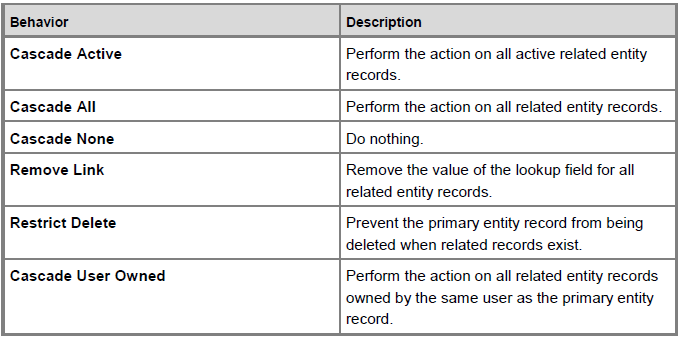 Behavior Description
Cascade Active Perform the action on all active related entity
records.
Cascade All Perform the action on all related entity records.
Cascade None Do nothing.
Remove Link Remove the value of the lookup field for all
related entity records.
Restrict Delete Prevent the primary entity record from being
deleted when related records exist.
Cascade User Owned Perform the action on all related entity records
owned by the same user as the primary entity
record.